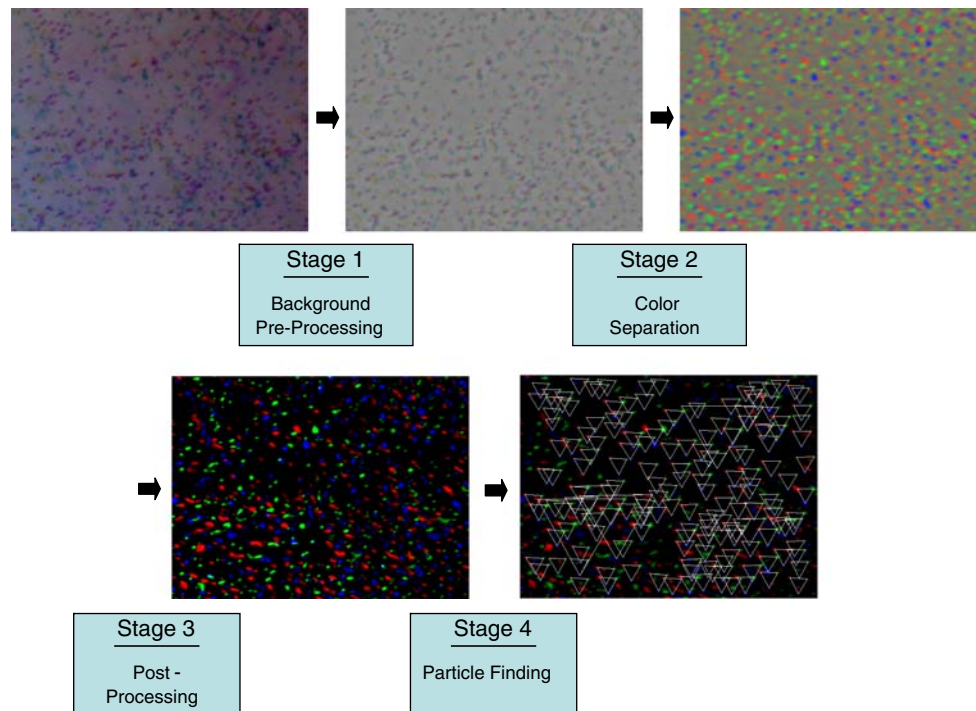 Stage 1
Background
Pre-Processing
Stage 2
Color
Separation
Stage 3
Post -
Processing
Stage 4
Particle Finding